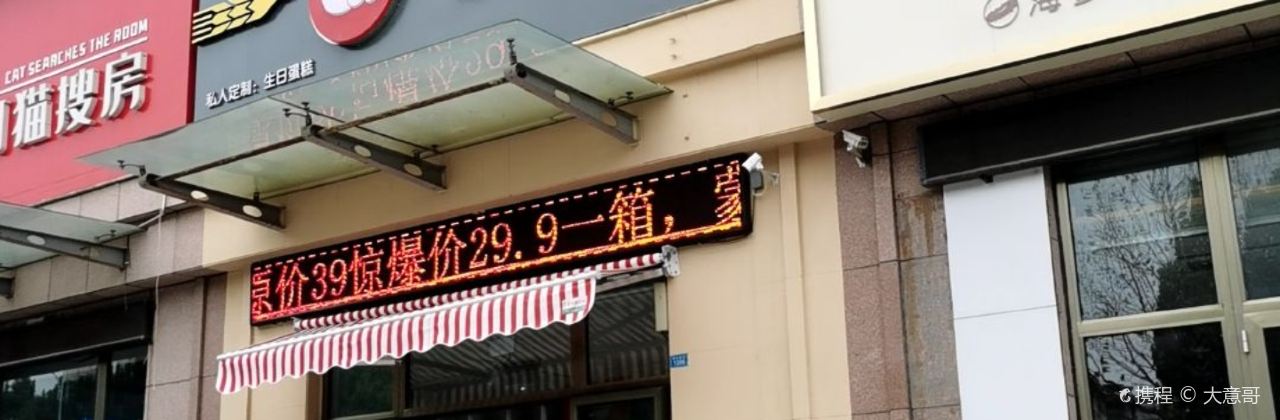 CAT SEARCHES THE ROOM
猫搜房
私人定制：生日蛋糕
原价39惊爆价29.9一箱，蒙
携程 © 大意哥